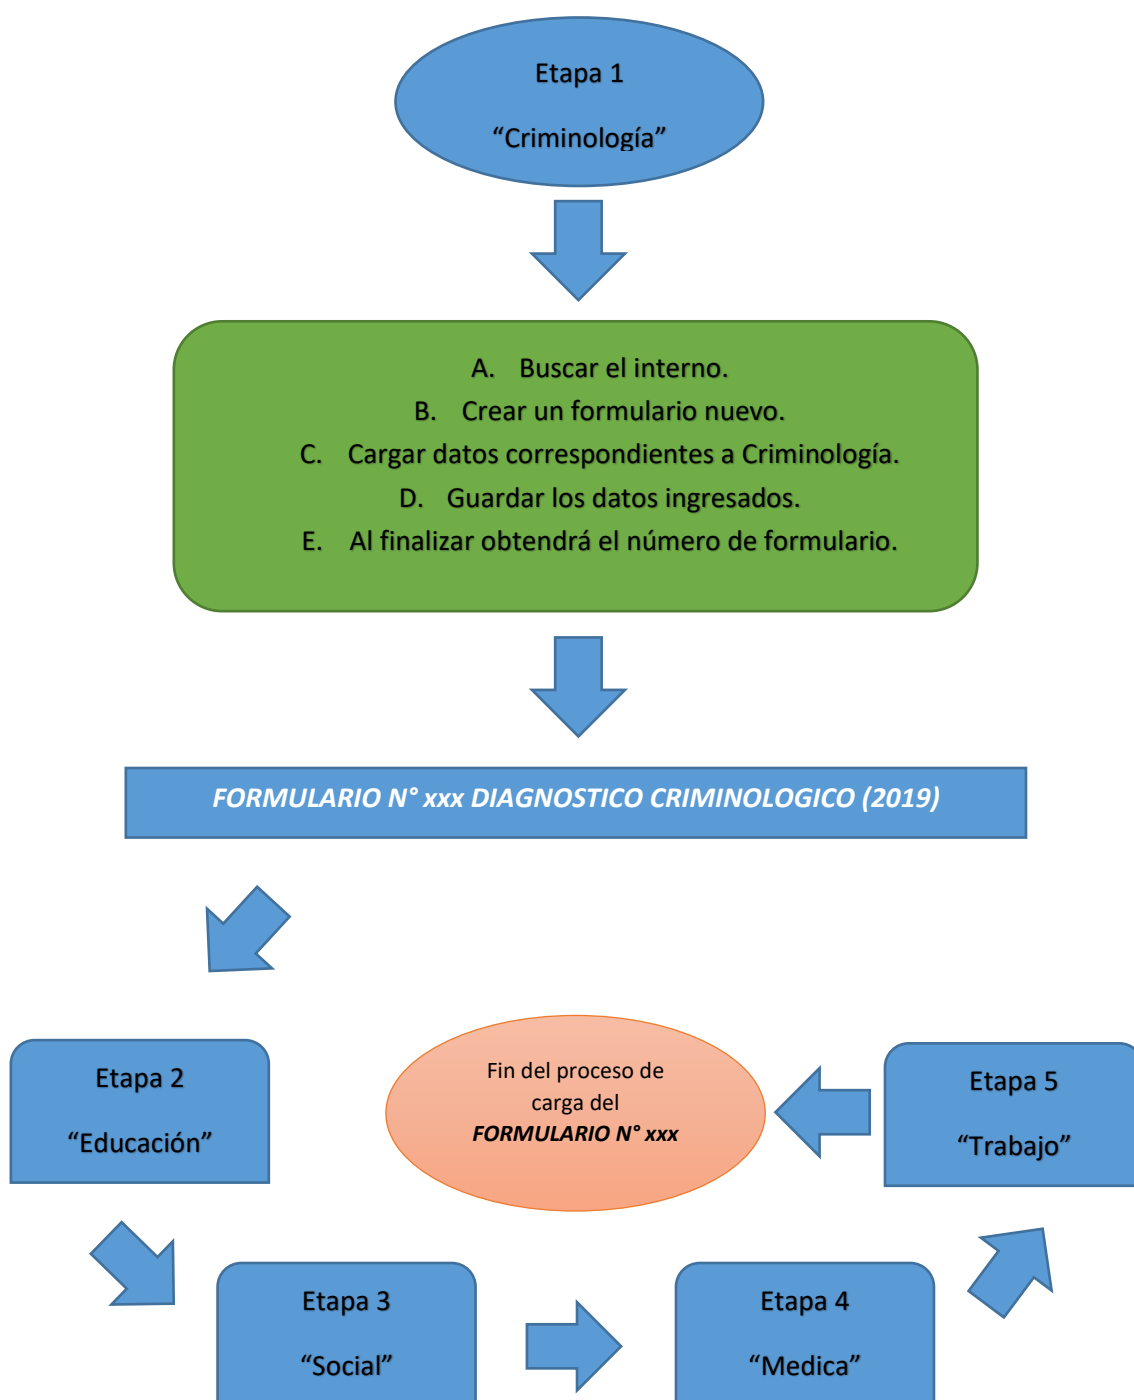 Etapa 1
“Criminología”
A. Buscar el interno.
B. Crear un formulario nuevo.
C. Cargar datos correspondientes a Criminología.
D. Guardar los datos ingresados.
E. Al finalizar obtendrá el número de formulario.
FORMULARIO N° xxx DIAGNOSTICO CRIMINOLOGICO (2019)
Etapa 2
“Educación”
Etapa 3
“Social”
Etapa 4
“Medica”
Etapa 5
“Trabajo”
Fin del proceso de
carga del
FORMULARIO N° xxx